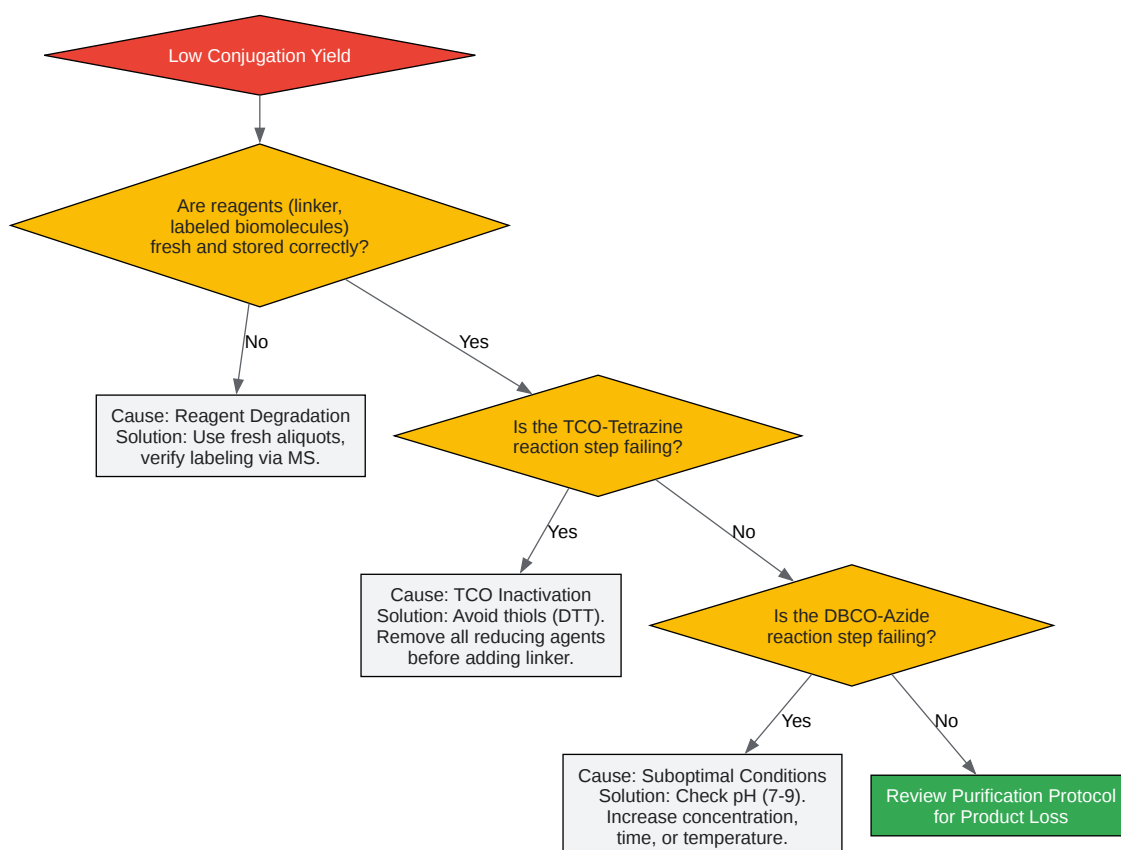 Low Conjugation Yield
Are reagents (linker,
labeled biomolecules)
fresh and stored correctly?
No
Yes
Cause: Reagent Degradation
Solution: Use fresh aliquots,
verify labeling via MS.
Is the TCO-Tetrazine
reaction step failing?
Yes
No
Cause: TCO Inactivation
Solution: Avoid thiols (DTT).
Remove all reducing agents
before adding linker.
Is the DBCO-Azide
reaction step failing?
Yes
No
Cause: Suboptimal Conditions
Solution: Check pH (7-9).
Increase concentration,
time, or temperature.
Review Purification Protocol
for Product Loss